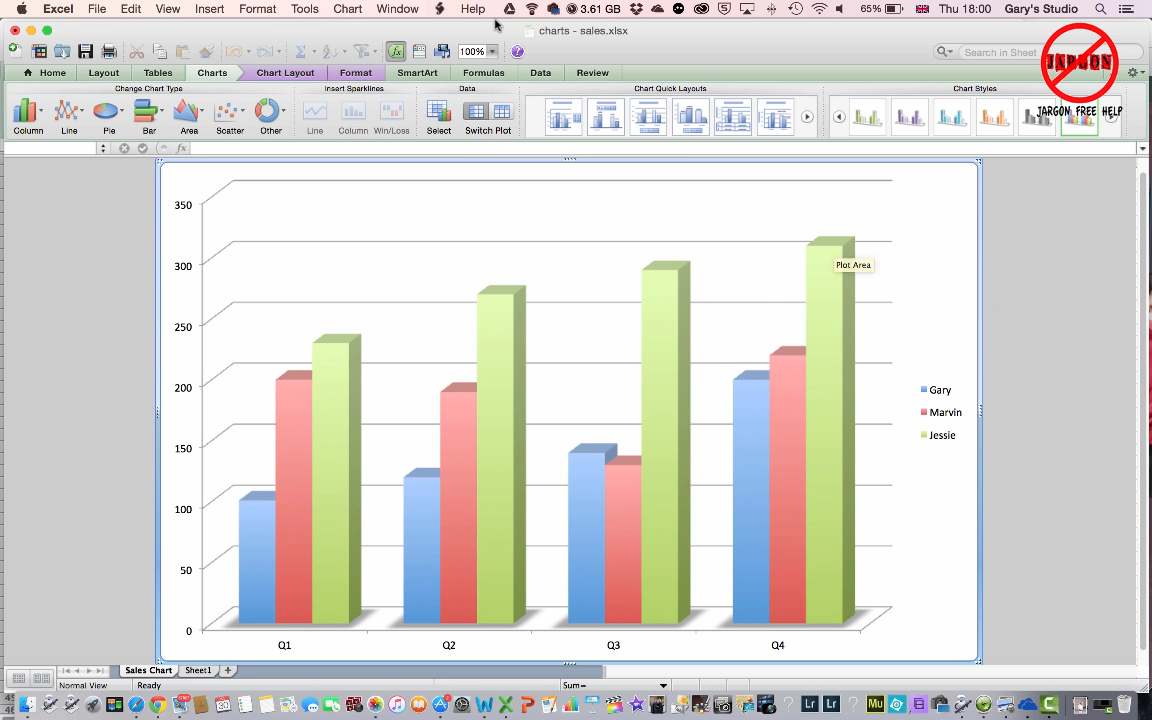 Excel File Edit View Insert Format Tools Chart Window Help 3.61 GB 65% Thu 18:00 Gary's Studio
charts - sales.xlsx
100% Search in Sheet
Home Layout Tables Charts Chart Layout Format SmartArt Formulas Data Review
Change Chart Type Insert Sparklines Data Chart Quick Layouts Chart Styles
Column Line Pie Bar Area Scatter Other Line Column Win/Loss Select Switch Plot
JARGON
JARGON FREE HELP
fx
350
300
250
200
150
100
50
0
Plot Area
Gary
Marvin
Jessie
Q1 Q2 Q3 Q4
Sales Chart Sheet1
Normal View Ready Sum=
Lr Lr Mu